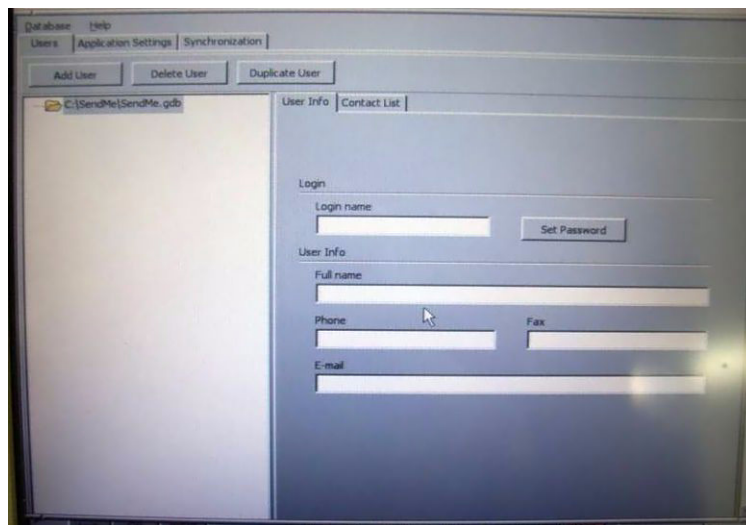 Database Help
Users Application Settings Synchronization
Add User Delete User Duplicate User
C:\SendMe\SendMe.gdb
User Info Contact List
Login
Login name
Set Password
User Info
Full name
Phone Fax
E-mail